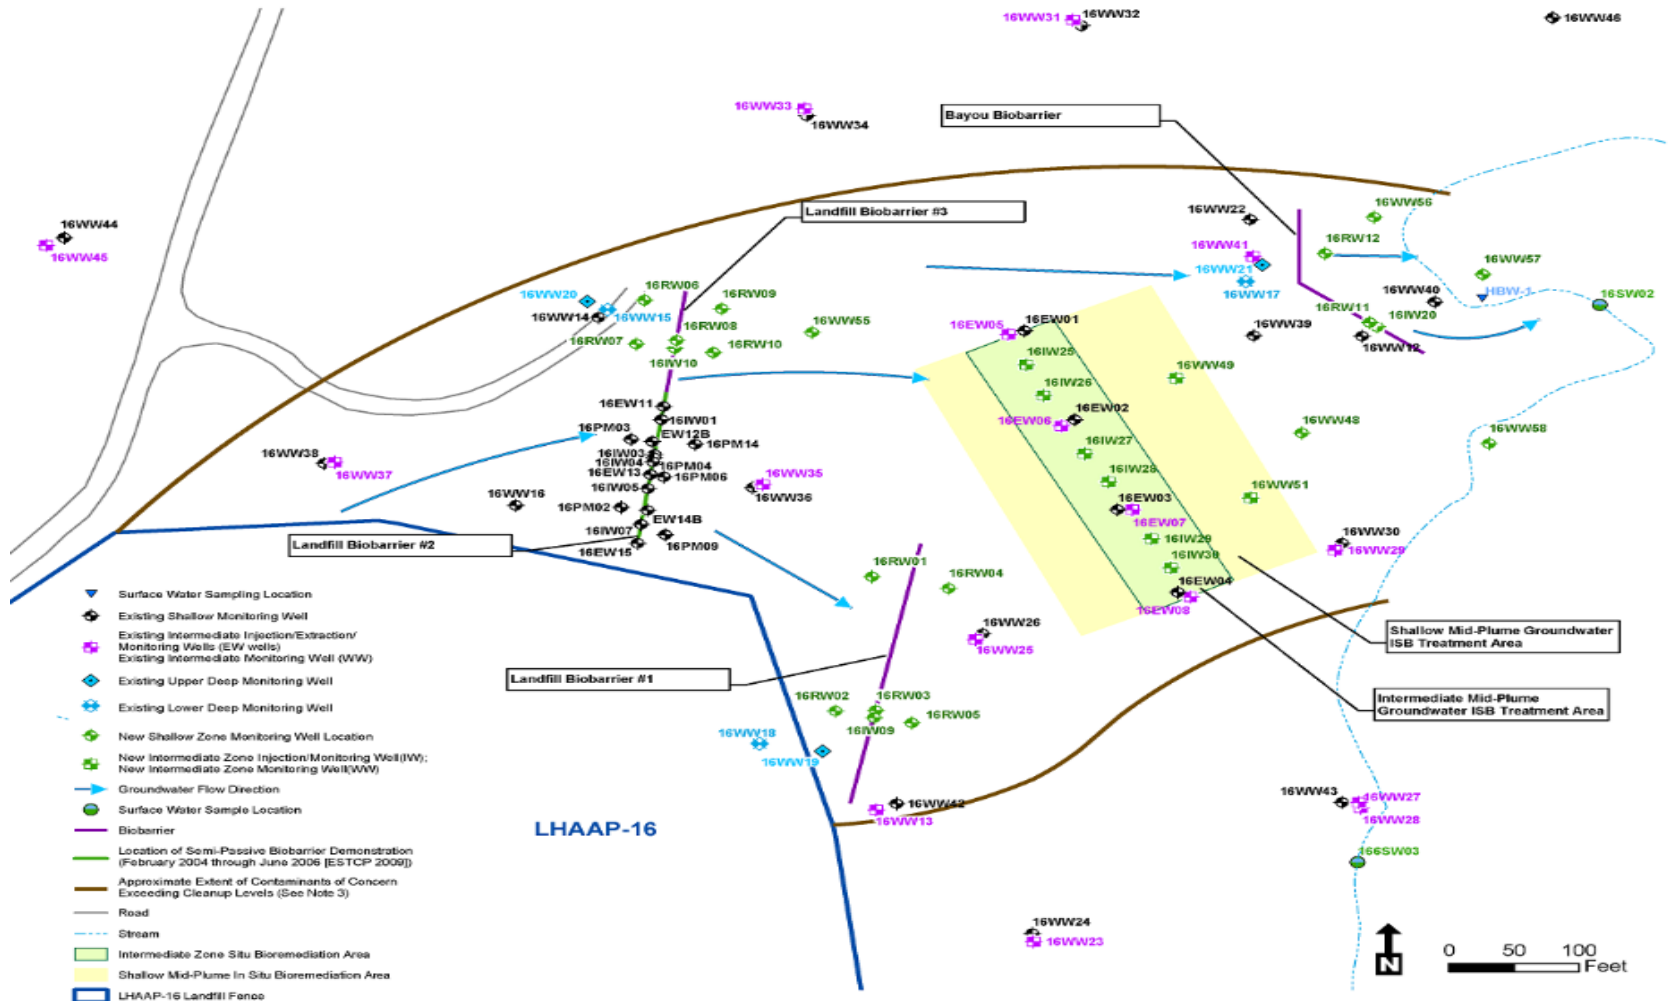 16WW31
16WW32
16WW46
16WW33
16WW34
Bayou Biobarrier
Landfill Biobarrier #3
16WW44
16WW45
16WW22
16WW56
16RW12
16WW41
16WW21
16WW17
16WW57
16WW40
HBW-1
16SW02
16RW11
16IW20
16WW39
16WW12
16WW20
16WW15
16WW14
16RW06
16RW09
16RW08
16WW55
16RW07
16RW10
16IW10
16EW05
16EW01
16IW25
16IW26
16WW49
16EW02
16EW06
16IW27
16WW48
16WW58
16EW11
16IW01
16PM03
EW12B
16PM14
16IW03
16IW04
16PM04
16EW13
16PM06
16IW05
16WW38
16WW37
16WW35
16WW36
16WW16
16PM02
EW14B
16IW07
16EW15
16PM09
16IW28
16EW03
16EW07
16WW51
16IW29
16IW30
16EW04
16EW08
16WW30
16WW29
Landfill Biobarrier #2
16RW01
16RW04
16WW26
16WW25
Shallow Mid-Plume Groundwater
ISB Treatment Area
Landfill Biobarrier #1
Intermediate Mid-Plume
Groundwater ISB Treatment Area
16RW02
16RW03
16RW05
16IW09
16WW18
16WW19
16WW42
16WW13
16WW43
16WW27
16WW28
166SW03
16WW24
16WW23
LHAAP-16
Surface Water Sampling Location
Existing Shallow Monitoring Well
Existing Intermediate Injection/Extraction/
Monitoring Wells (EW wells)
Existing Intermediate Monitoring Well (WW)
Existing Upper Deep Monitoring Well
Existing Lower Deep Monitoring Well
New Shallow Zone Monitoring Well Location
New Intermediate Zone Injection/Monitoring Well(IW);
New Intermediate Zone Monitoring Well(WW)
Groundwater Flow Direction
Surface Water Sample Location
Biobarrier
Location of Semi-Passive Biobarrier Demonstration
(February 2004 through June 2006 [ESTCP 2009])
Approximate Extent of Contaminants of Concern
Exceeding Cleanup Levels (See Note 3)
Road
Stream
Intermediate Zone Situ Bioremediation Area
Shallow Mid-Plume In Situ Bioremediation Area
LHAAP-16 Landfill Fence
N
0 50 100
Feet